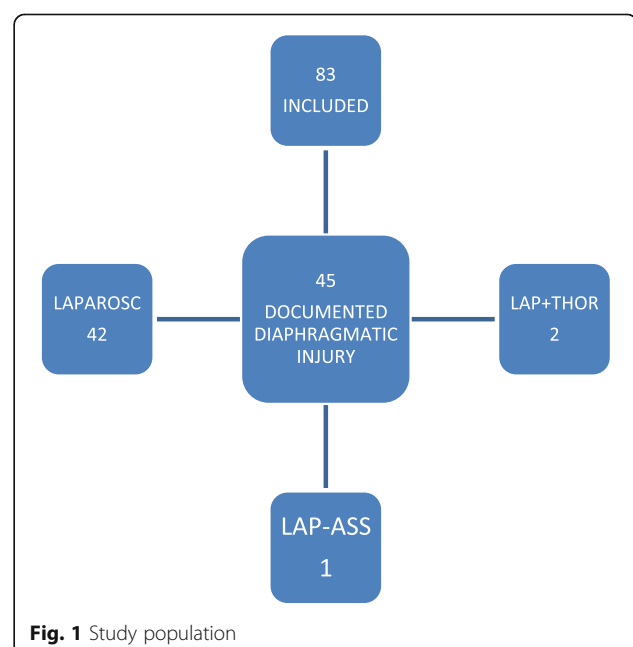 83
INCLUDED
LAPAROSC
42
45
DOCUMENTED
DIAPHRAGMATIC
INJURY
LAP+THOR
2
LAP-ASS
1
Fig. 1 Study population